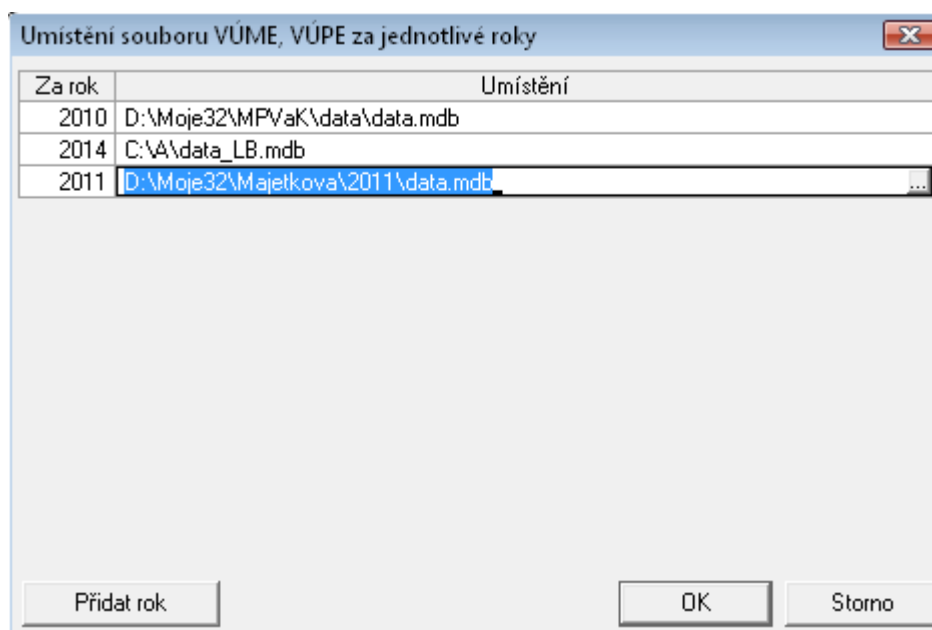 Umístění souboru VÚME, VÚPE za jednotlivé roky
Za rok Umístění
2010 D:\Moje32\MPVaK\data\data.mdb
2014 C:\A\data_LB.mdb
2011 D:\Moje32\Majetkova\2011\data.mdb ...
Přidat rok OK Storno